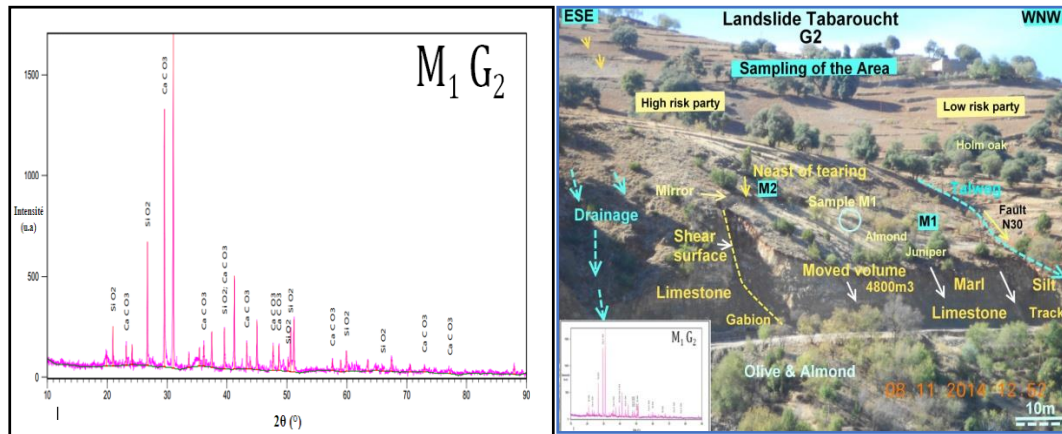 M1 G2
1500
1000
Intensité
(u.a)
500
0
Si O2
Ca C O3
Si O2
Ca C O3
Ca C O3
Si O2; Ca C O3
Ca C O3
Ca C O3
Ca C O3
Si O2
Si O2
Ca C O3
Si O2
Si O2
Ca C O3
Ca C O3
10 20 30 40 50 60 70 80 90
2θ (°)
ESE
Landslide Tabaroucht
G2
WNW
Sampling of the Area
High risk party
Low risk party
Holm oak
Neast of tearing
Mirror
M2
Talweg
Drainage
Sample M1
M1
Fault
N30
Shear
surface
Almond
Juniper
Moved volume
4800m3
Marl
Silt
Limestone
Limestone
Track
Gabion
M1 G2
Olive & Almond
08 11 2014 12 52
10m